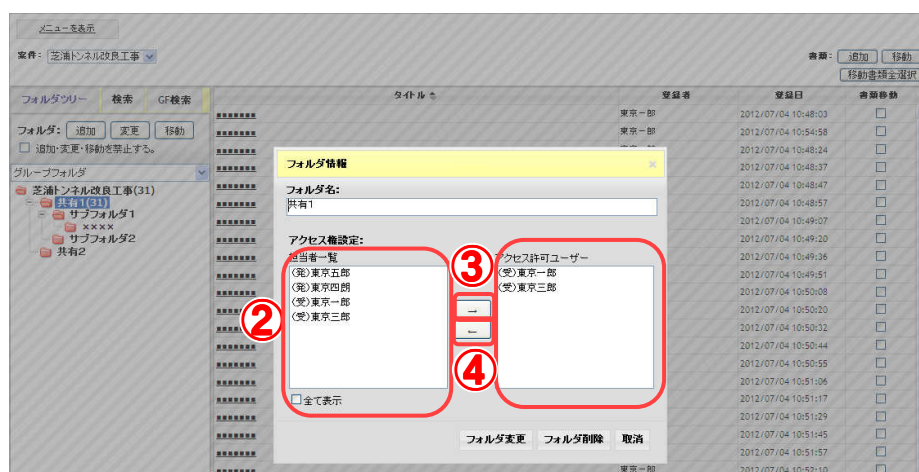 メニューを表示
案件: 芝浦トンネル改良工事
書類: 追加 移動
移動書類全選択
フォルダツリー 検索 GF検索
タイトル 登録者 登録日 書類移動
フォルダ: 追加 変更 移動
追加・変更・移動を禁止する。
グループフォルダ
芝浦トンネル改良工事(31)
共有1(31)
サブフォルダ1
××××
サブフォルダ2
共有2
東京一郎 2012/07/04 10:48:03
東京一郎 2012/07/04 10:54:58
2012/07/04 10:48:24
2012/07/04 10:48:37
2012/07/04 10:48:47
2012/07/04 10:48:57
2012/07/04 10:49:07
2012/07/04 10:49:20
2012/07/04 10:49:36
2012/07/04 10:49:51
2012/07/04 10:50:08
2012/07/04 10:50:20
2012/07/04 10:50:32
2012/07/04 10:50:44
2012/07/04 10:50:55
2012/07/04 10:51:06
2012/07/04 10:51:17
2012/07/04 10:51:29
2012/07/04 10:51:45
2012/07/04 10:51:57
東京一郎 2012/07/04 10:52:10
フォルダ情報 ×
フォルダ名:
共有1
アクセス権設定:
担当者一覧
(発)東京五郎
(発)東京四朗
(受)東京一郎
(受)東京三郎
②
全て表示
③
→
←
④
アクセス許可ユーザー
(受)東京一郎
(受)東京三郎
フォルダ変更 フォルダ削除 取消